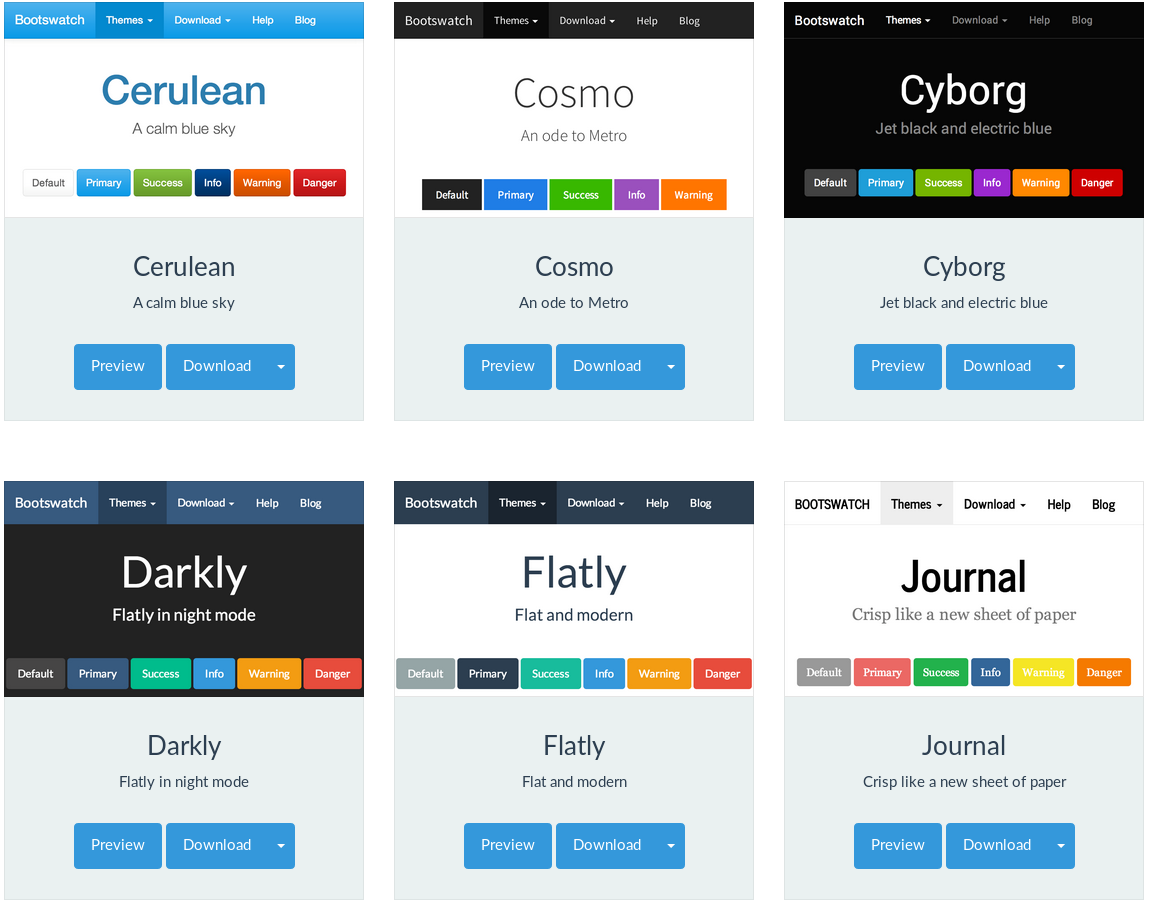 Bootswatch Themes Download Help Blog
Cerulean
A calm blue sky
Default Primary Success Info Warning Danger
Cerulean
A calm blue sky
Preview Download
Bootswatch Themes Download Help Blog
Cosmo
An ode to Metro
Default Primary Success Info Warning
Cosmo
An ode to Metro
Preview Download
Bootswatch Themes Download Help Blog
Cyborg
Jet black and electric blue
Default Primary Success Info Warning Danger
Cyborg
Jet black and electric blue
Preview Download
Bootswatch Themes Download Help Blog
Darkly
Flatly in night mode
Default Primary Success Info Warning Danger
Darkly
Flatly in night mode
Preview Download
Bootswatch Themes Download Help Blog
Flatly
Flat and modern
Default Primary Success Info Warning Danger
Flatly
Flat and modern
Preview Download
BOOTSWATCH Themes Download Help Blog
Journal
Crisp like a new sheet of paper
Default Primary Success Info Warning Danger
Journal
Crisp like a new sheet of paper
Preview Download